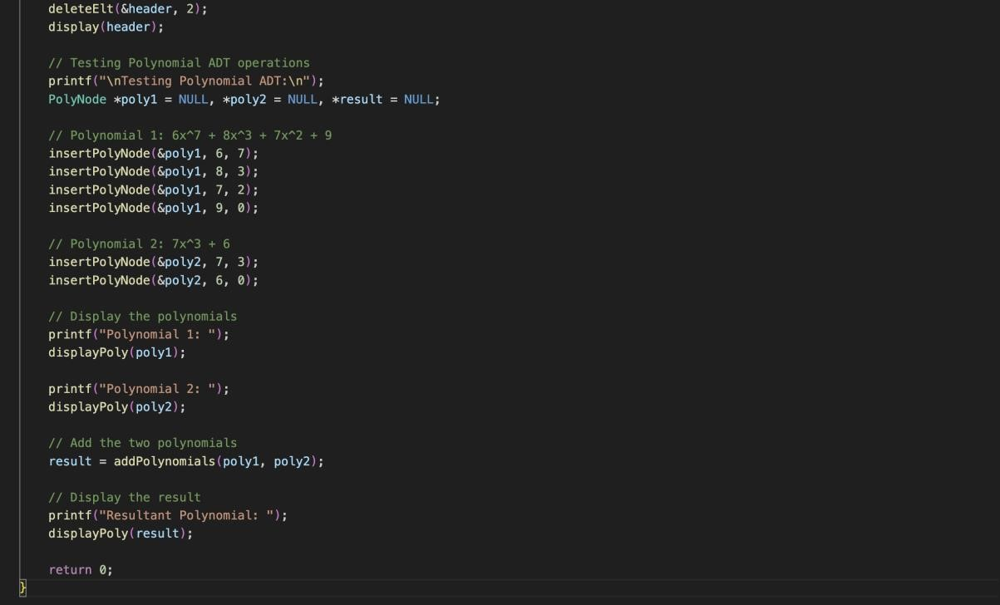 deleteElt(&header, 2);
display(header);
// Testing Polynomial ADT operations
printf("\nTesting Polynomial ADT:\n");
PolyNode *poly1 = NULL, *poly2 = NULL, *result = NULL;
// Polynomial 1: 6x^7 + 8x^3 + 7x^2 + 9
insertPolyNode(&poly1, 6, 7);
insertPolyNode(&poly1, 8, 3);
insertPolyNode(&poly1, 7, 2);
insertPolyNode(&poly1, 9, 0);
// Polynomial 2: 7x^3 + 6
insertPolyNode(&poly2, 7, 3);
insertPolyNode(&poly2, 6, 0);
// Display the polynomials
printf("Polynomial 1: ");
displayPoly(poly1);
printf("Polynomial 2: ");
displayPoly(poly2);
// Add the two polynomials
result = addPolynomials(poly1, poly2);
// Display the result
printf("Resultant Polynomial: ");
displayPoly(result);
return 0;
}